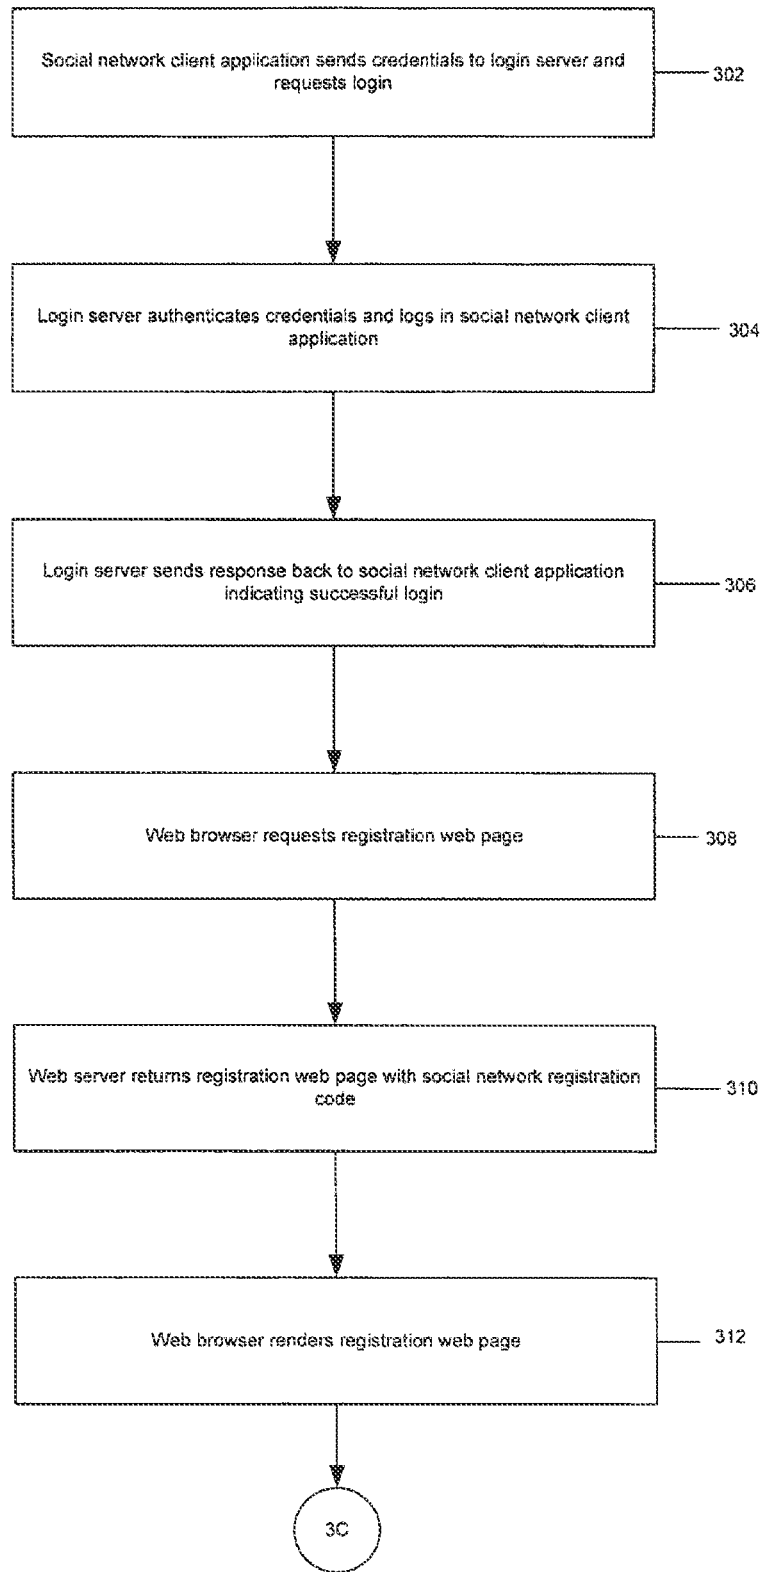 Social network client application sends credentials to login server and
requests login
302
Login server authenticates credentials and logs in social network client
application
304
Login server sends response back to social network client application
indicating successful login
306
Web browser requests registration web page
308
Web server returns registration web page with social network registration
code
310
Web browser renders registration web page
312
3C